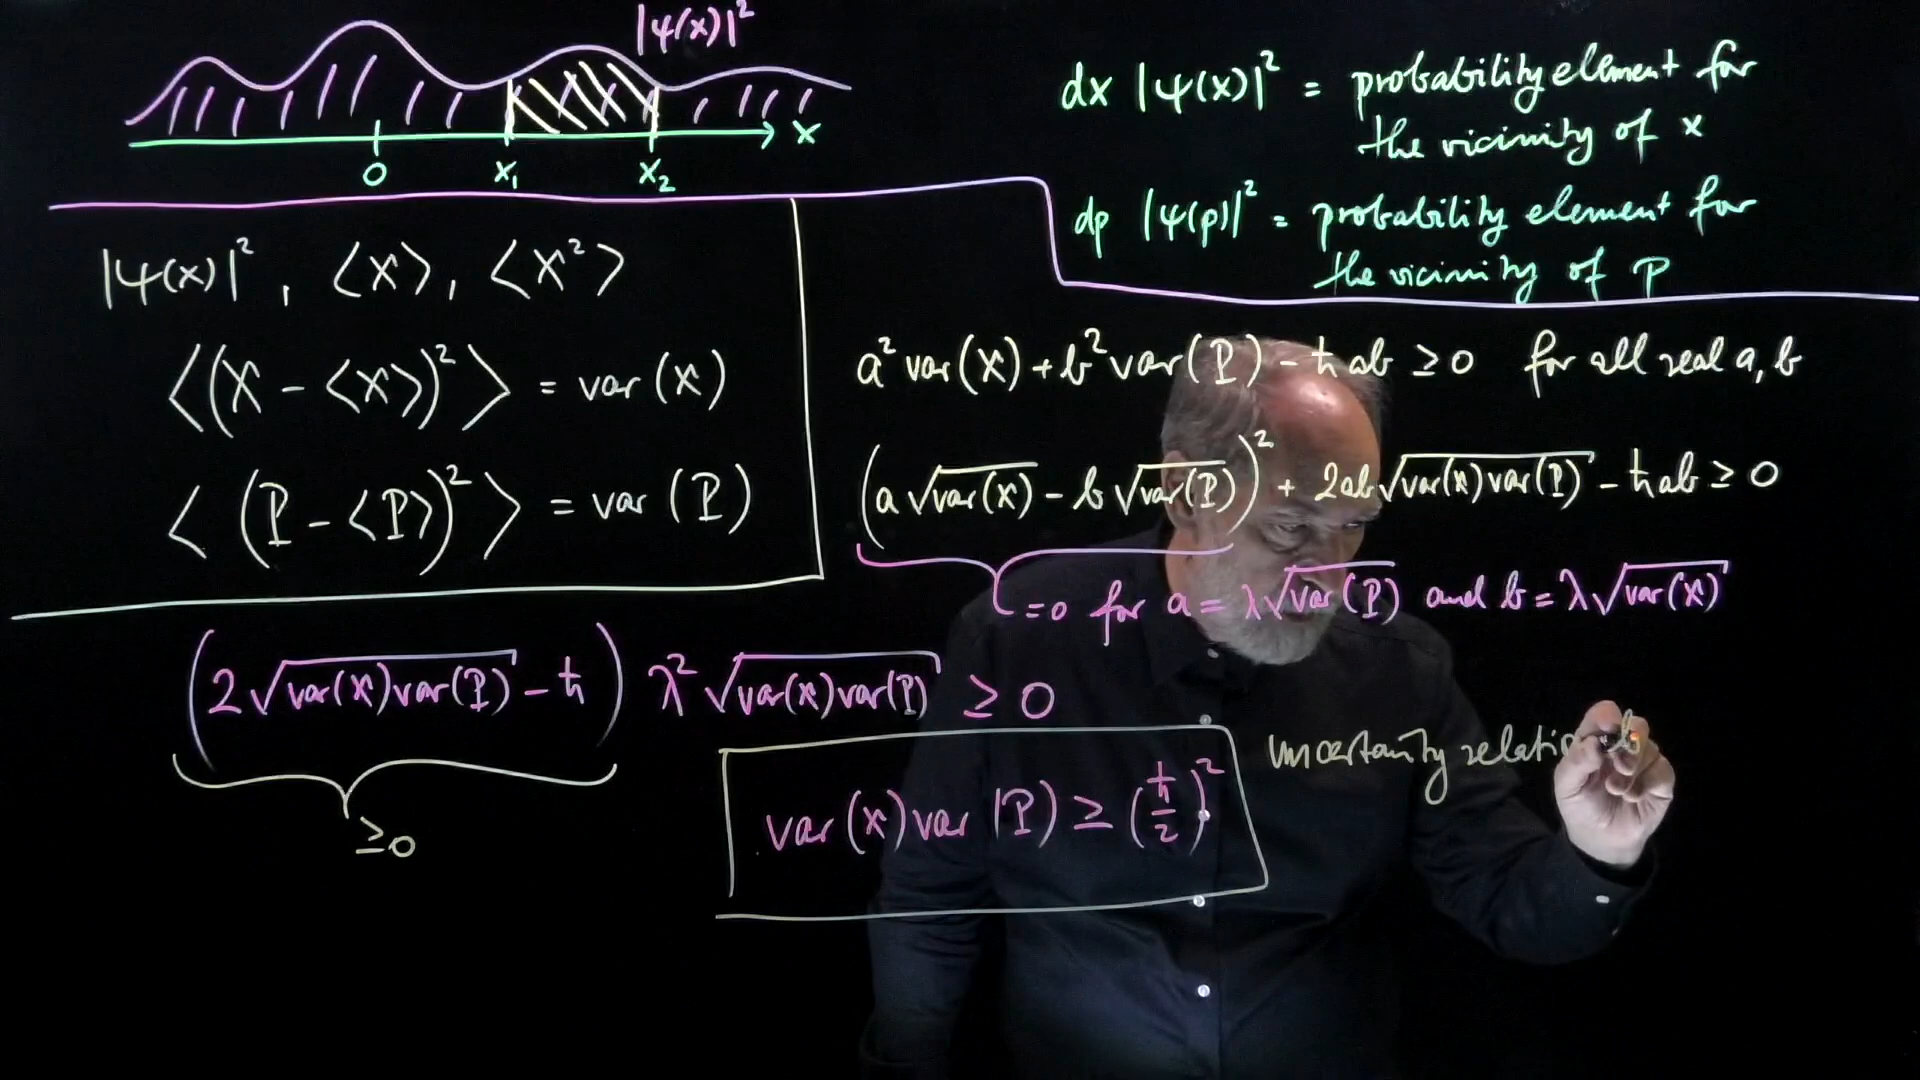 |ψ(x)|²
0 x₁ x₂ x
dx |ψ(x)|² = probability element for
the vicinity of x
dp |ψ(p)|² = probability element for
the vicinity of p
|ψ(x)|², ⟨X⟩, ⟨X²⟩
⟨(X - ⟨X⟩)²⟩ = var(X)
⟨(P - ⟨P⟩)²⟩ = var(P)
a² var(X) + b² var(P) - ħab ≥ 0 for all real a, b
(a√var(X) - b√var(P))² + 2ab√var(X)var(P) - ħab ≥ 0
=0 for a = λ√var(P) and b = λ√var(X)
(2√var(X)var(P) - ħ) λ²√var(X)var(P) ≥ 0
≥0
var(X)var(P) ≥ (ħ/2)²
uncertainty